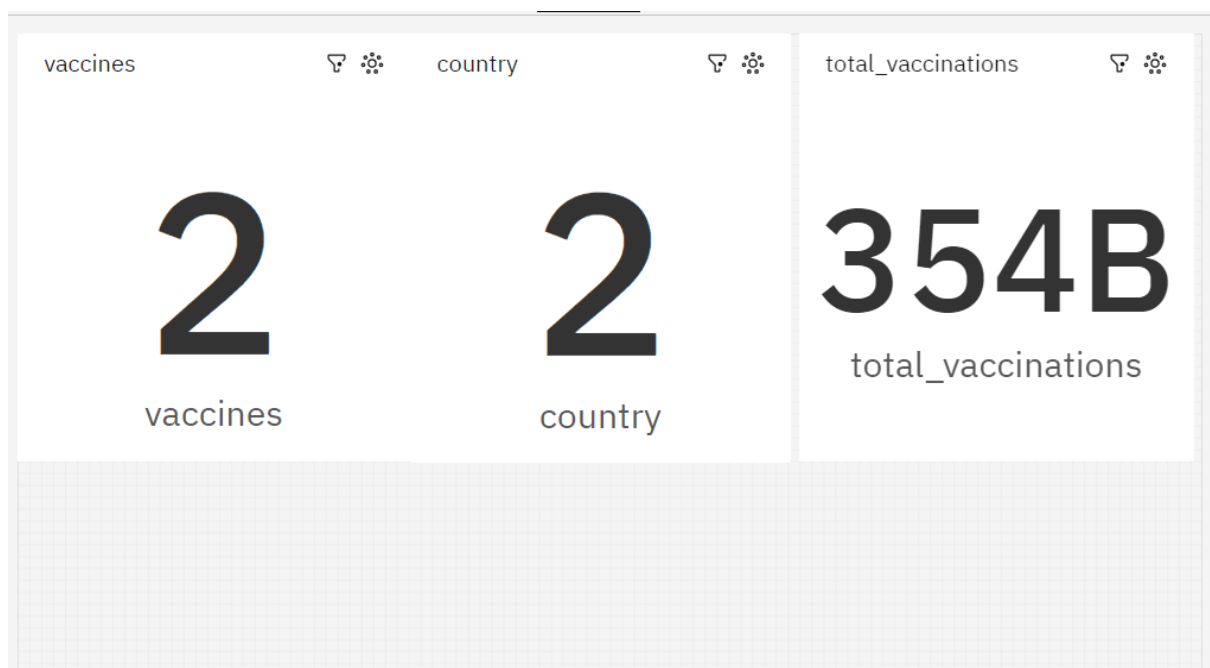 vaccines
2
vaccines
country
2
country
total_vaccinations
354B
total_vaccinations